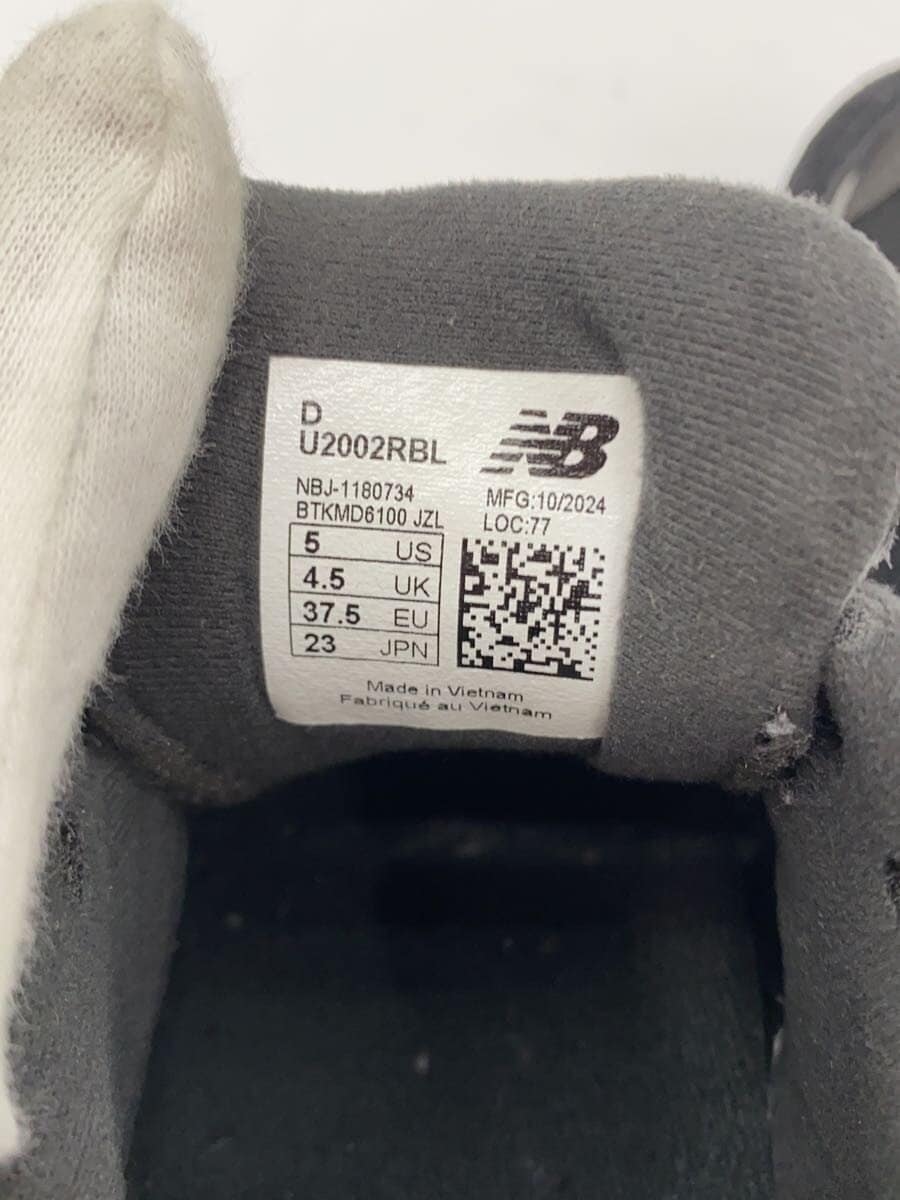 D
U2002RBL
NB
NBJ-1180734
BTKMD6100 JZL
MFG:10/2024
LOC:77
5 US
4.5 UK
37.5 EU
23 JPN
Made in Vietnam
Fabriqué au Vietnam